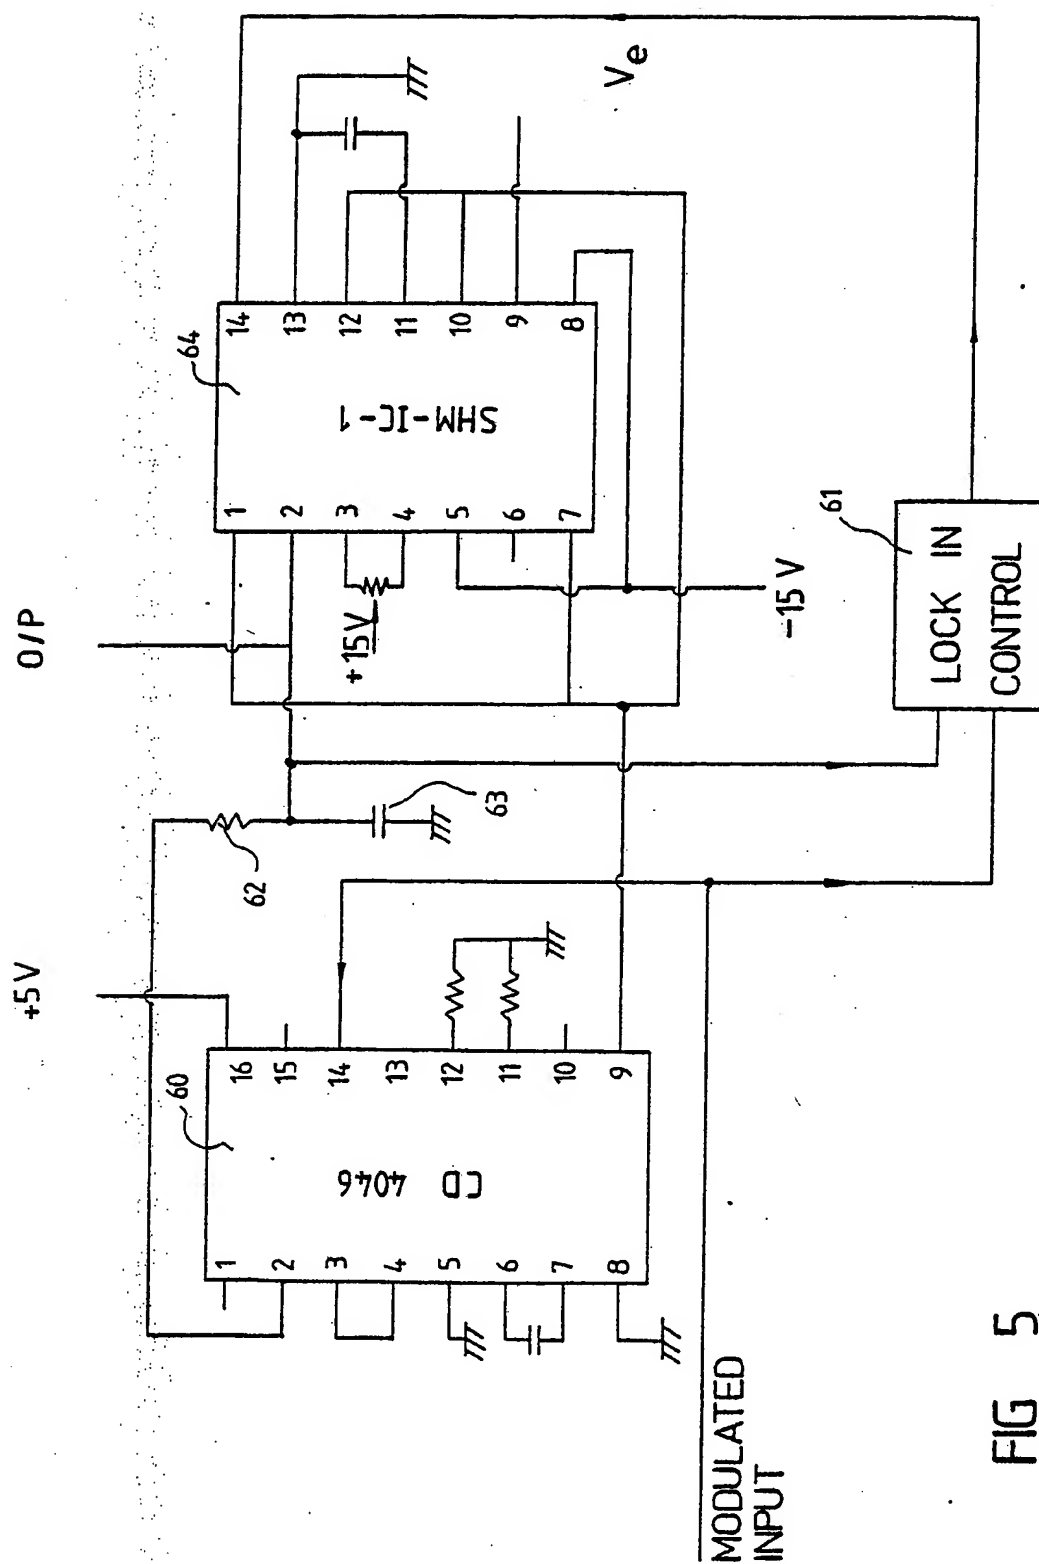 +5V
O/P
60
62
63
64
16
15
14
13
12
11
10
9
CD 4046
1
2
3
4
5
6
7
8
14
13
12
11
10
9
8
SHM-IC-1
1
2
3
4
5
6
7
+15V
-15V
Ve
61
LOCK IN
CONTROL
MODULATED
INPUT
FIG 5